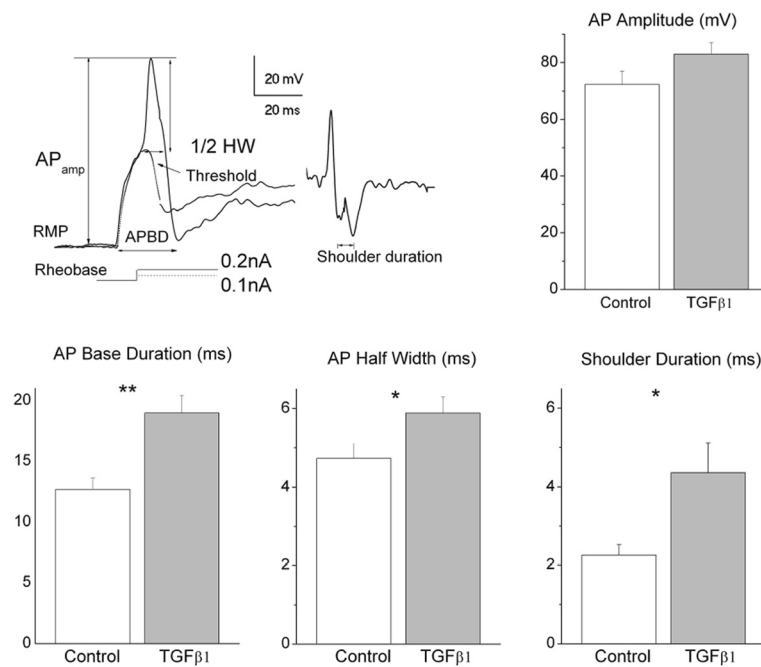 20 mV
20 ms
1/2 HW
AP amp
Threshold
RMP
APBD
Shoulder duration
Rheobase
0.2nA
0.1nA
AP Amplitude (mV)
80
60
40
20
0
Control TGFβ1
AP Base Duration (ms)
**
20
15
10
5
0
Control TGFβ1
AP Half Width (ms)
*
6
4
2
0
Control TGFβ1
Shoulder Duration (ms)
*
6
4
2
0
Control TGFβ1